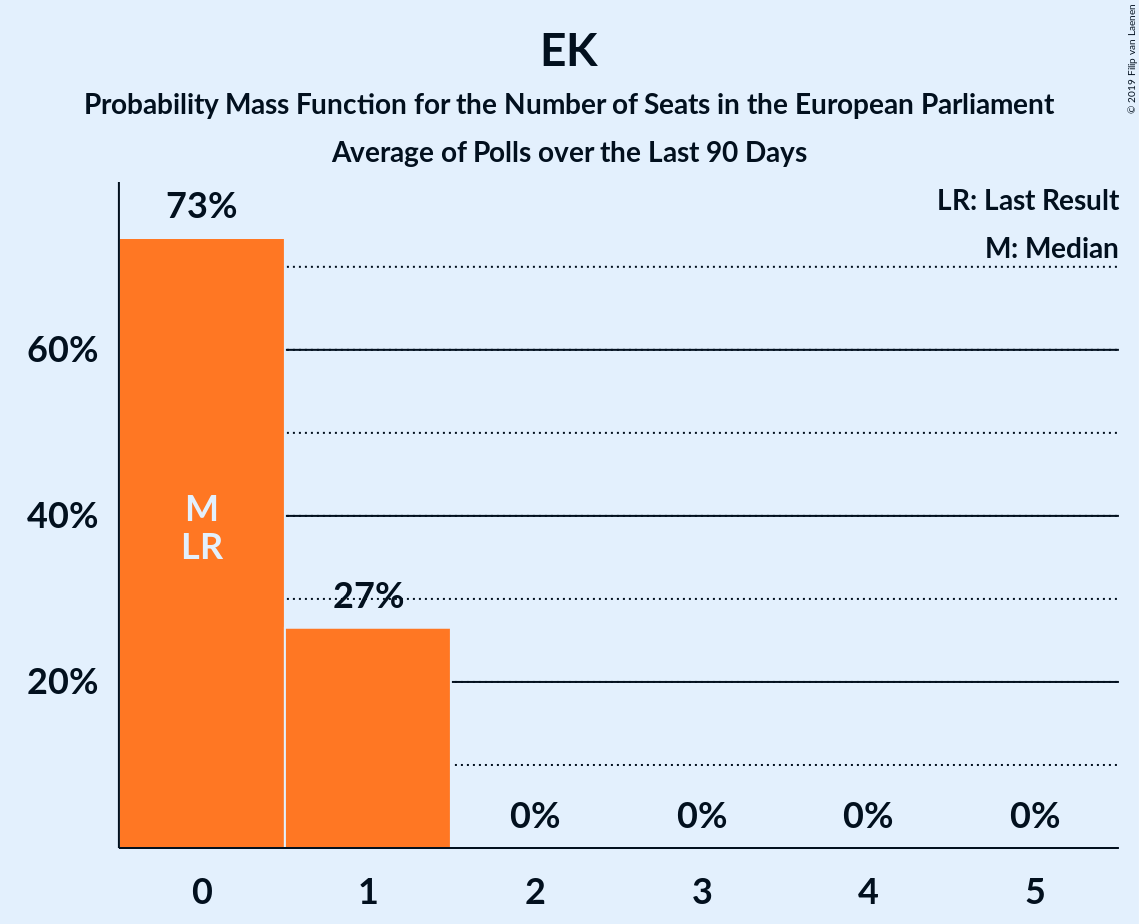 EK
Probability Mass Function for the Number of Seats in the European Parliament
Average of Polls over the Last 90 Days
© 2019 Filip van Laenen
LR: Last Result
M: Median
73%
60%
40%
20%
M
LR
27%
0%
0%
0%
0%
0
1
2
3
4
5